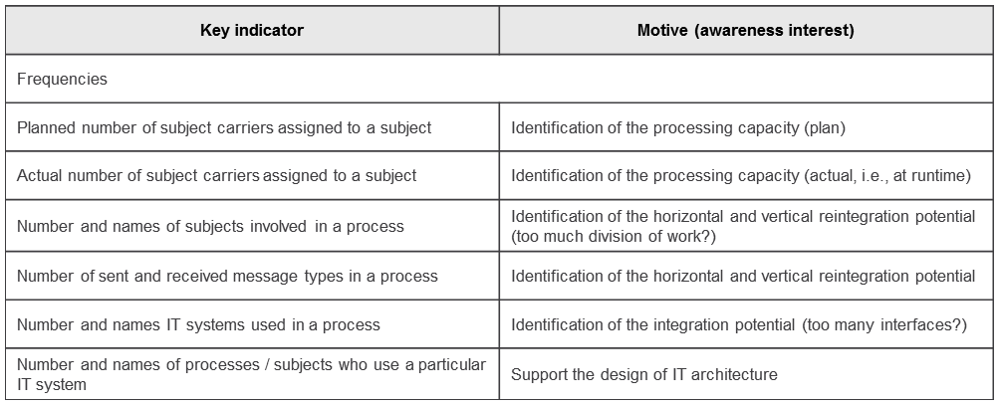 Key indicator
Motive (awareness interest)
Frequencies
Planned number of subject carriers assigned to a subject
Identification of the processing capacity (plan)
Actual number of subject carriers assigned to a subject
Identification of the processing capacity (actual, i.e., at runtime)
Number and names of subjects involved in a process
Identification of the horizontal and vertical reintegration potential
(too much division of work?)
Number of sent and received message types in a process
Identification of the horizontal and vertical reintegration potential
Number and names IT systems used in a process
Identification of the integration potential (too many interfaces?)
Number and names of processes / subjects who use a particular
IT system
Support the design of IT architecture